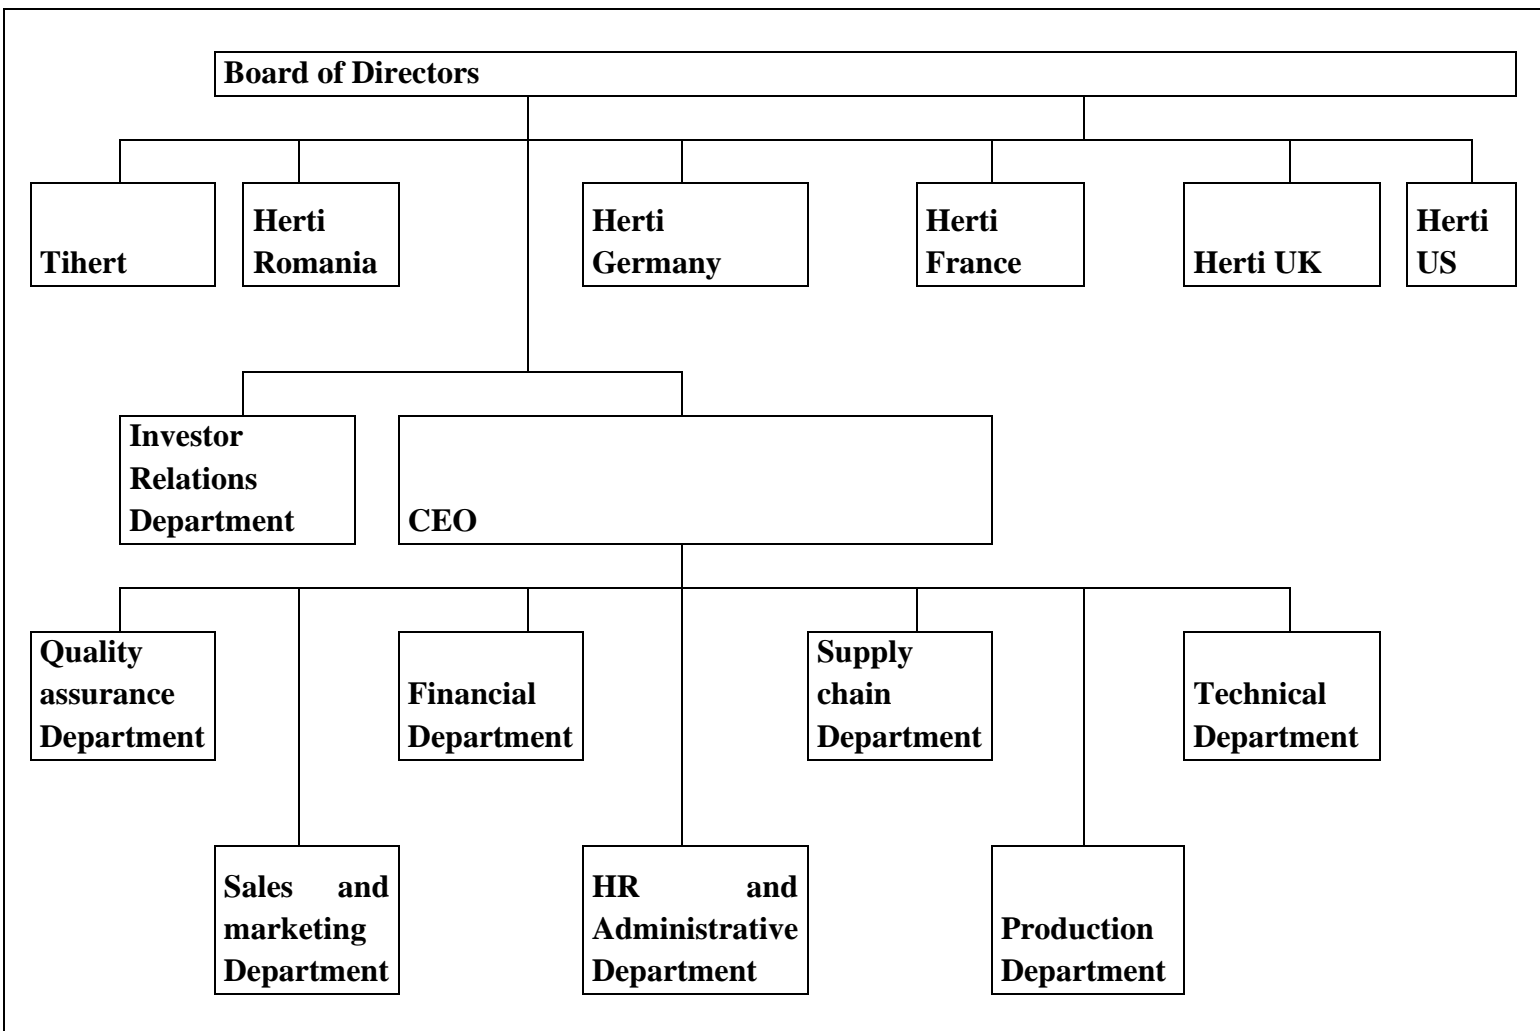 Board of Directors
Tihert
Herti
Romania
Herti
Germany
Herti
France
Herti UK
Herti
US
Investor
Relations
Department
CEO
Quality
assurance
Department
Financial
Department
Supply
chain
Department
Technical
Department
Sales and
marketing
Department
HR and
Administrative
Department
Production
Department